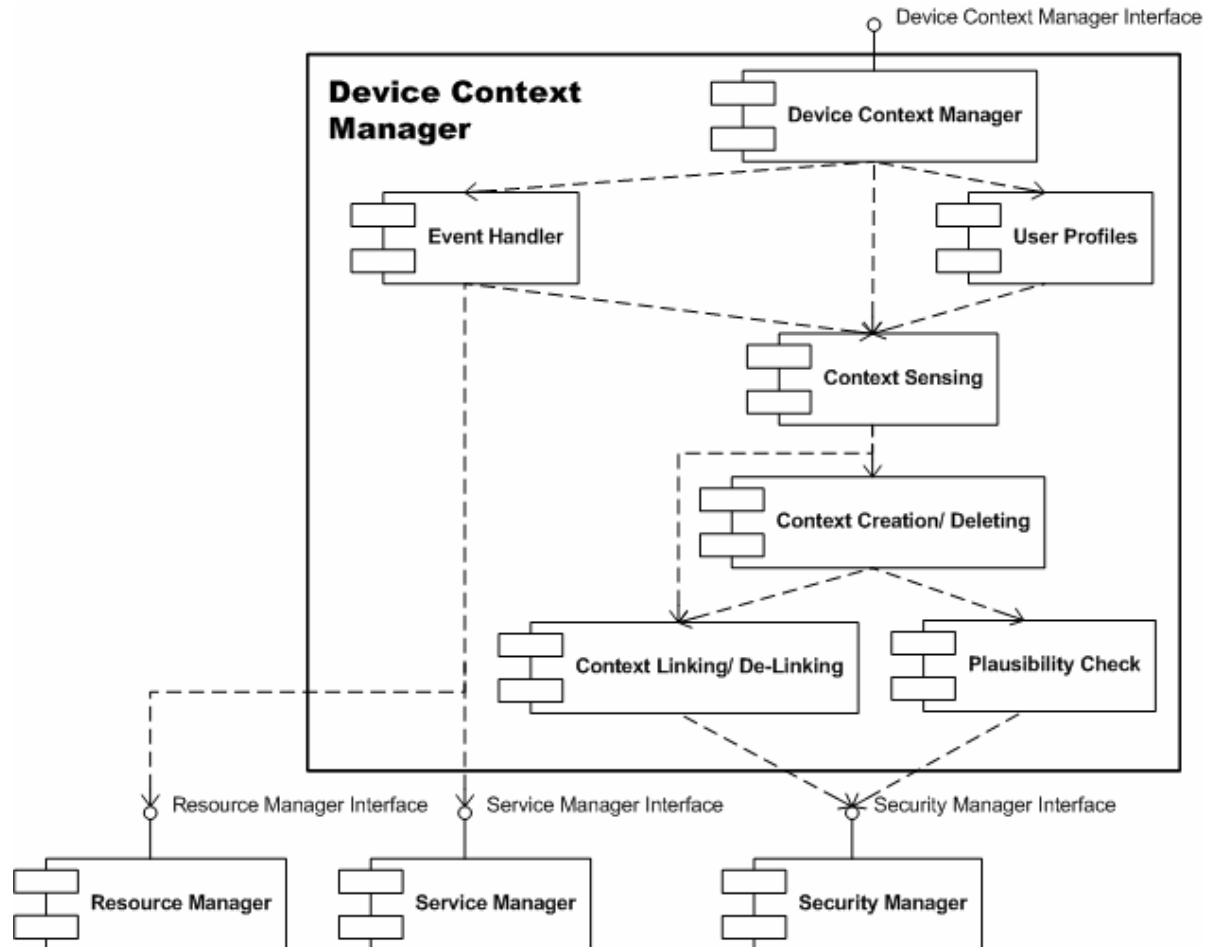 Device Context Manager Interface
Device Context
Manager
Device Context Manager
Event Handler
User Profiles
Context Sensing
Context Creation/ Deleting
Context Linking/ De-Linking
Plausibility Check
Resource Manager Interface
Service Manager Interface
Security Manager Interface
Resource Manager
Service Manager
Security Manager